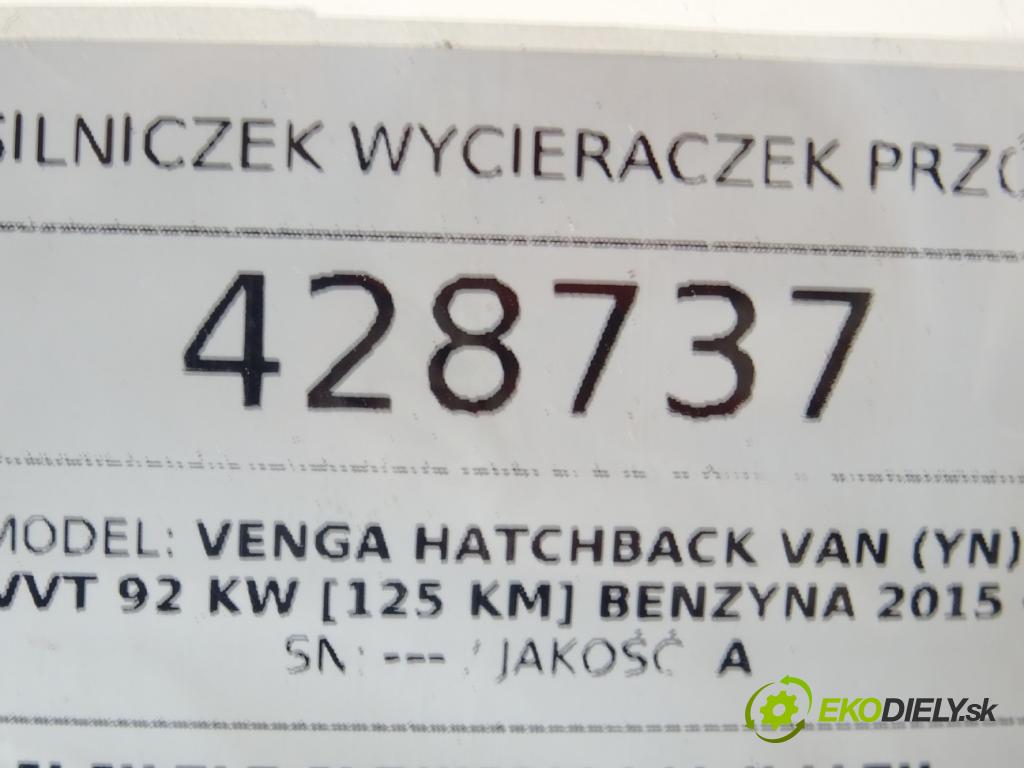 SILNICZEK WYCIERACZEK PRZÓ
428737
MODEL: VENGA HATCHBACK VAN (YN)
VVT 92 KW [125 KM] BENZYNA 2015
SN: --- / JAKOŚĆ A
EKODIELY.sk